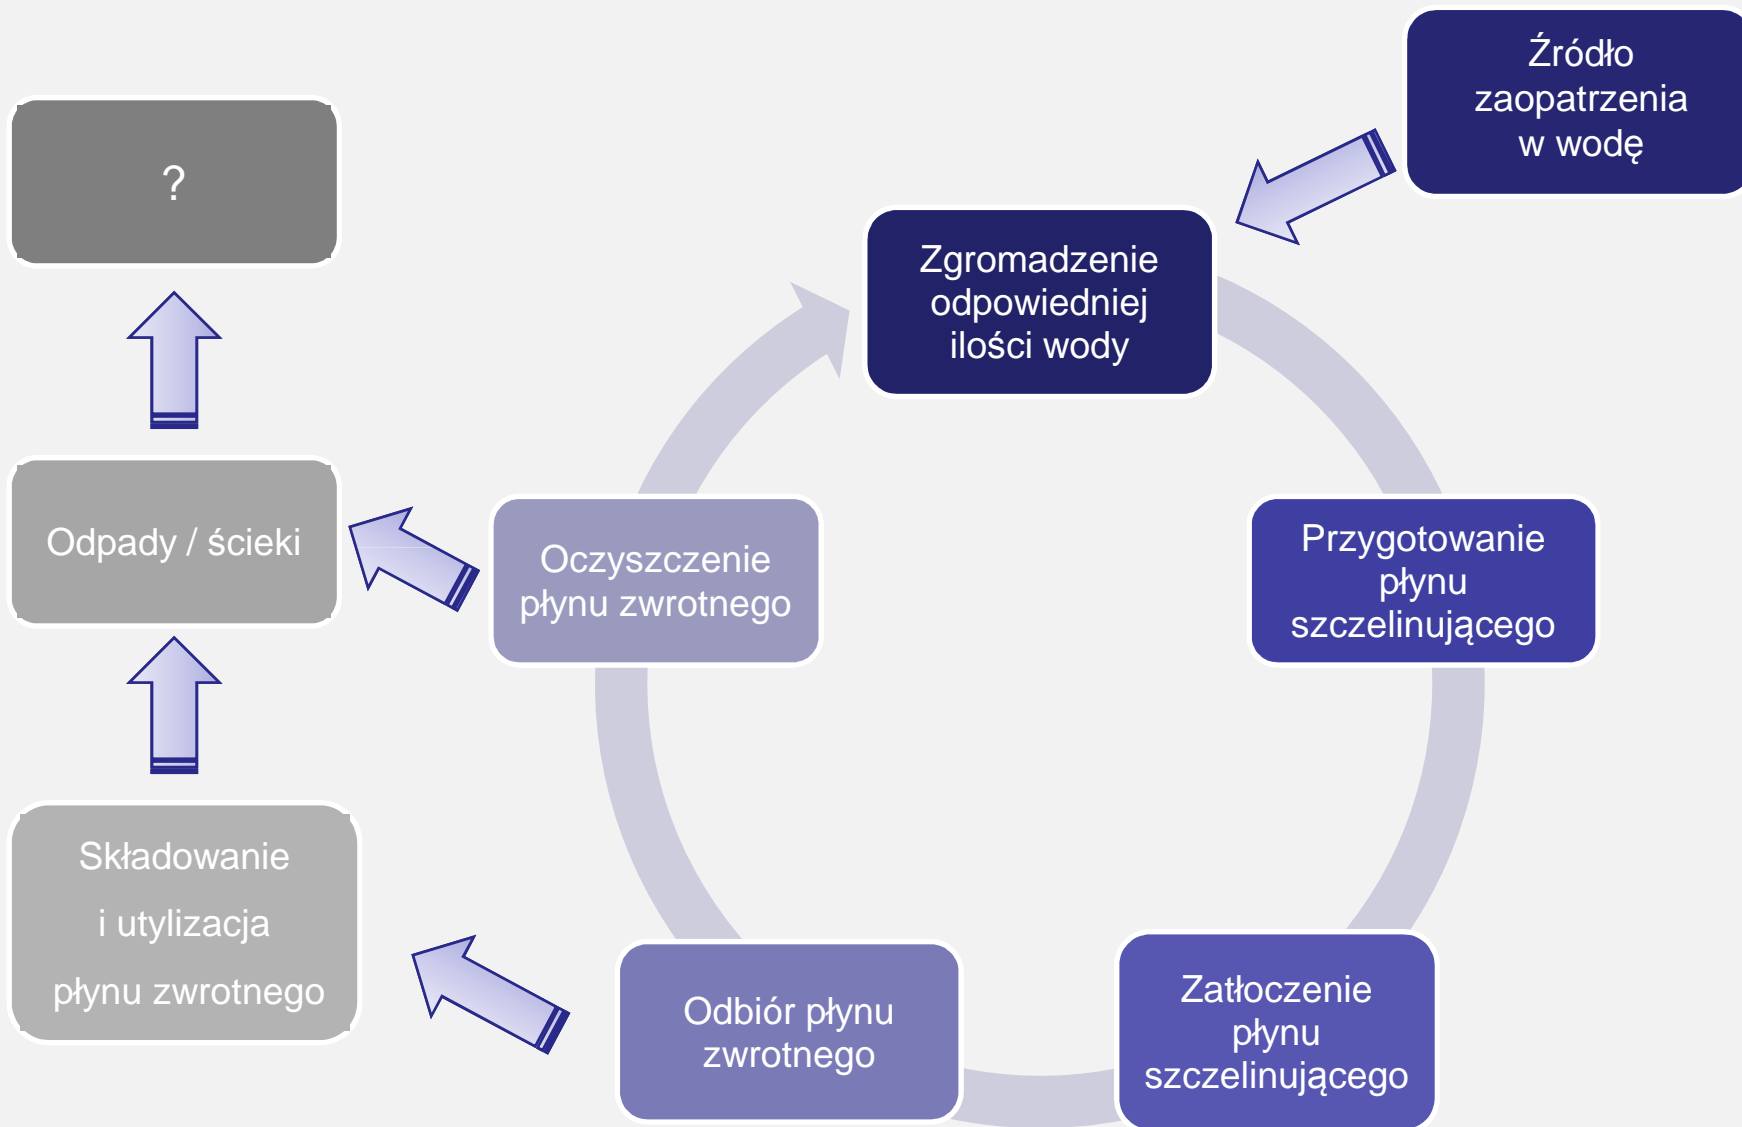 Źródło
zaopatrzenia
w wodę
?
Zgromadzenie
odpowiedniej
ilości wody
Odpady / ścieki
Oczyszczenie
płynu zwrotnego
Przygotowanie
płynu
szczelinującego
Składowanie
i utylizacja
płynu zwrotnego
Odbiór płynu
zwrotnego
Zatłoczenie
płynu
szczelinującego